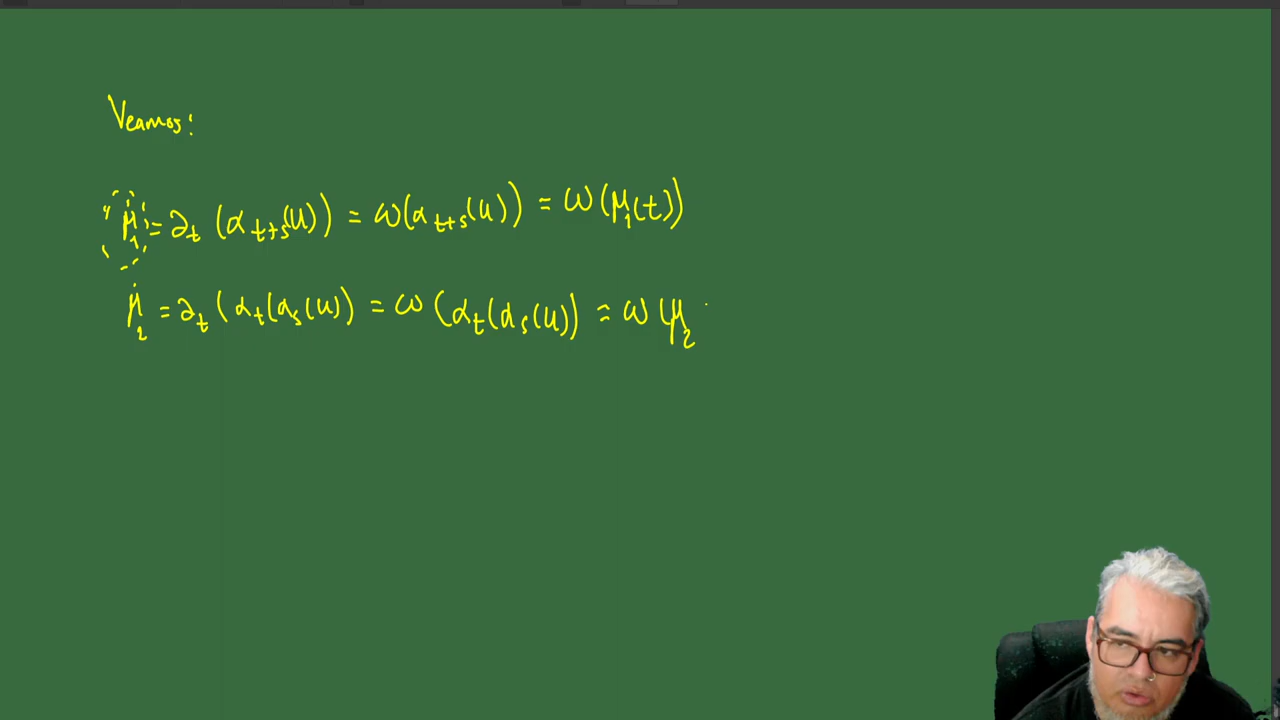 Veamos:
μ̇₁ = ∂ₜ (α_{t+s}(u)) = ω(α_{t+s}(u)) = ω(μ₁(t))
μ̇₂ = ∂ₜ (αₜ(αₛ(u)) = ω (αₜ(αₛ(u)) = ω (μ₂